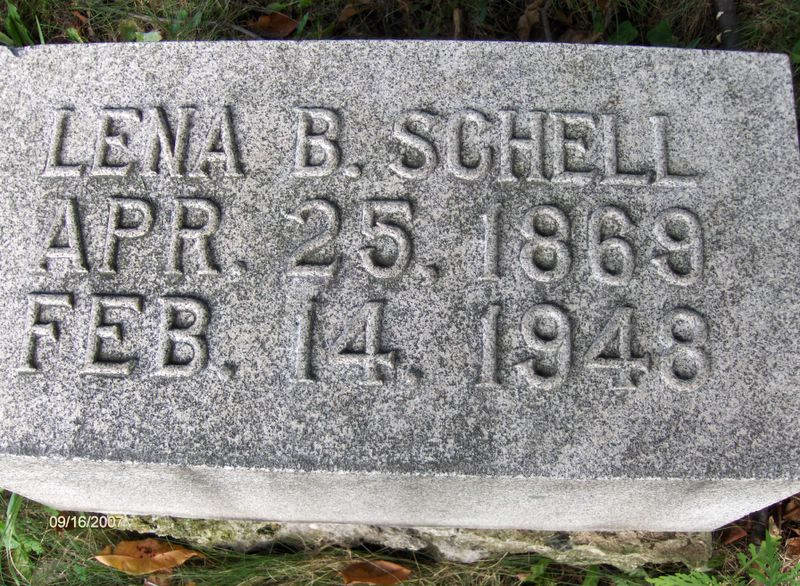 LENA B. SCHELL
APR. 25, 1869
FEB. 14, 1948
09/16/2007